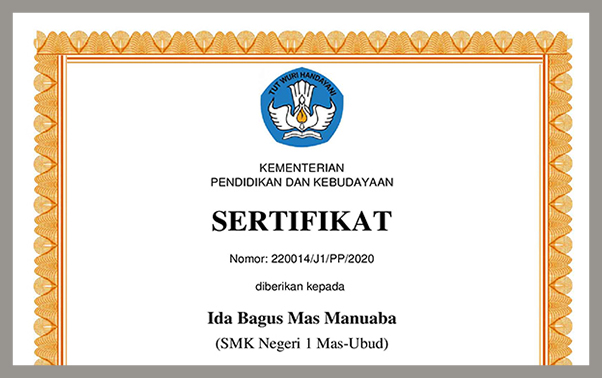 TUT WURI HANDAYANI
KEMENTERIAN
PENDIDIKAN DAN KEBUDAYAAN
SERTIFIKAT
Nomor: 220014/J1/PP/2020
diberikan kepada
Ida Bagus Mas Manuaba
(SMK Negeri 1 Mas-Ubud)